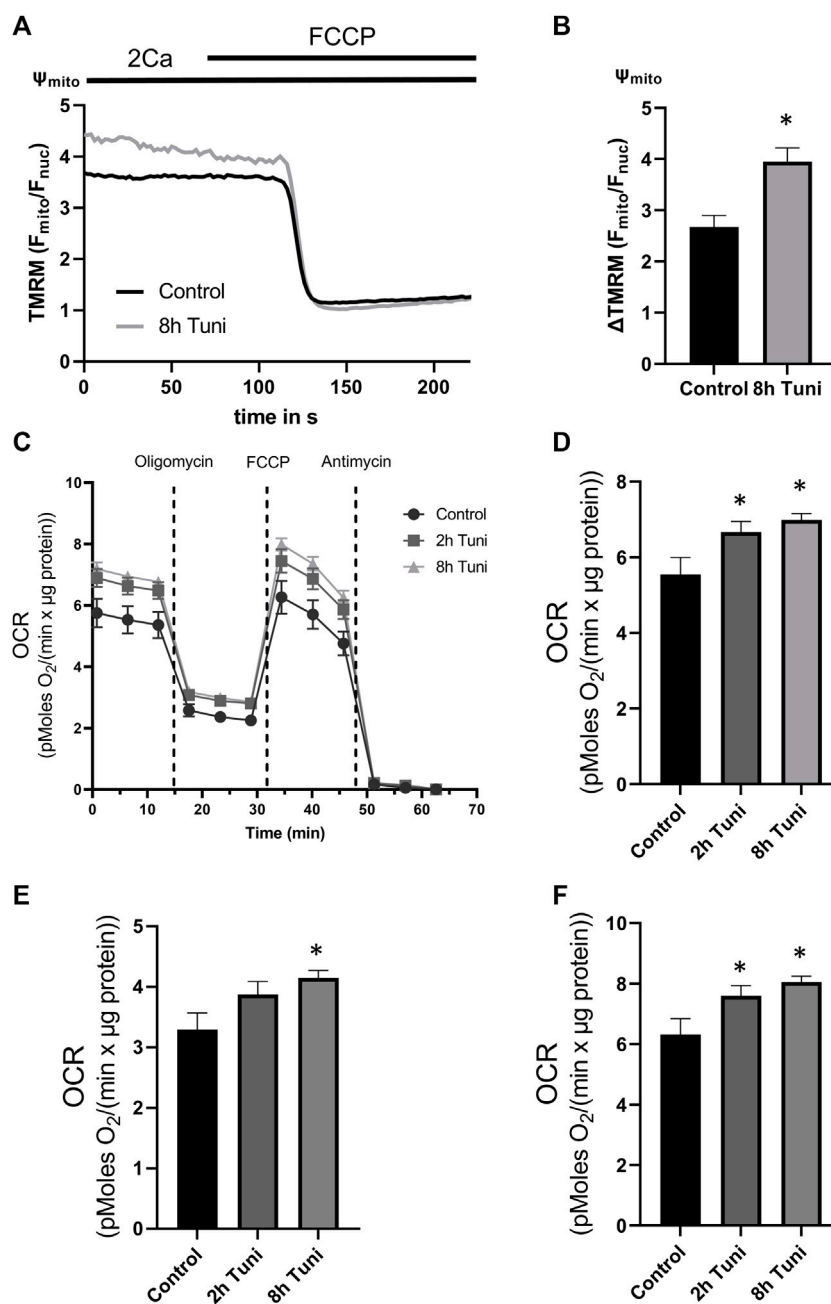 A
B
FCCP
2Ca
Ψmito
Ψmito
TMRM (Fmito/Fnuc)
5
4
3
2
1
0
Control
8h Tuni
0 50 100 150 200
time in s
ΔTMRM (Fmito/Fnuc)
5
4
3
2
1
0
*
Control 8h Tuni
C
D
Oligomycin FCCP Antimycin
OCR
(pMoles O2/(min x µg protein))
10
8
6
4
2
0
Control
2h Tuni
8h Tuni
0 10 20 30 40 50 60 70
Time (min)
OCR
(pMoles O2/(min x µg protein))
8
6
4
2
0
* *
Control
2h Tuni
8h Tuni
E
F
OCR
(pMoles O2/(min x µg protein))
5
4
3
1
0
*
Control
2h Tuni
8h Tuni
OCR
(pMoles O2/(min x µg protein))
10
8
6
4
2
0
* *
Control
2h Tuni
8h Tuni